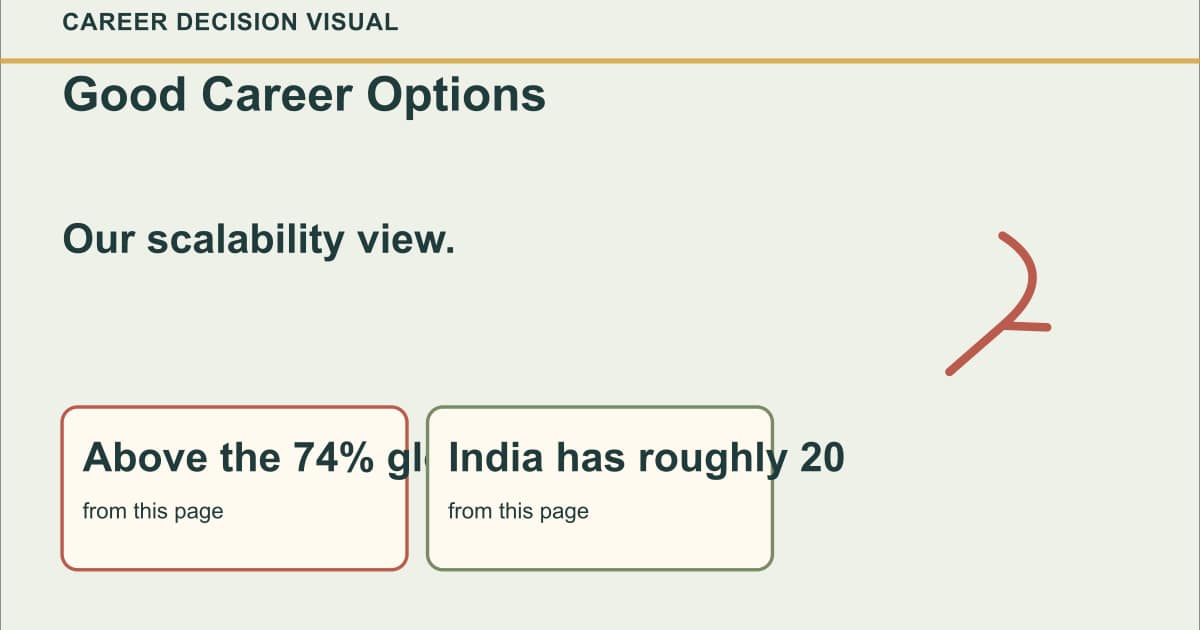 CAREER DECISION VISUAL
Good Career Options
Our scalability view.
Above the 74%
from this page
India has roughly 20
from this page